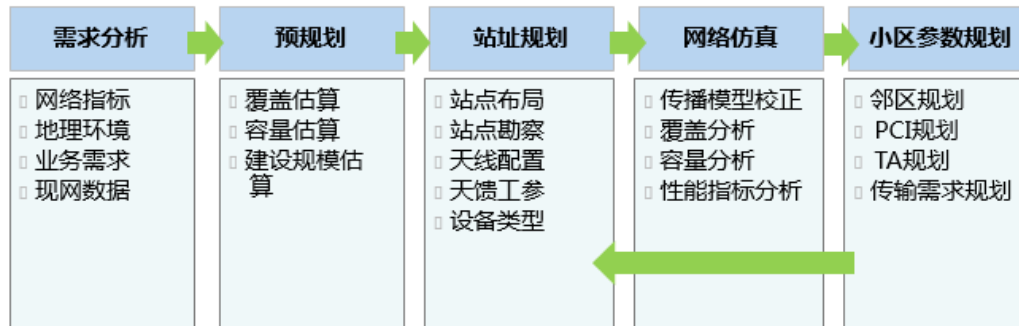 需求分析
预规划
站址规划
网络仿真
小区参数规划
网络指标
地理环境
业务需求
现网数据
覆盖估算
容量估算
建设规模估
算
站点布局
站点勘察
天线配置
天馈工参
设备类型
传播模型校正
覆盖分析
容量分析
性能指标分析
邻区规划
PCI规划
TA规划
传输需求规划